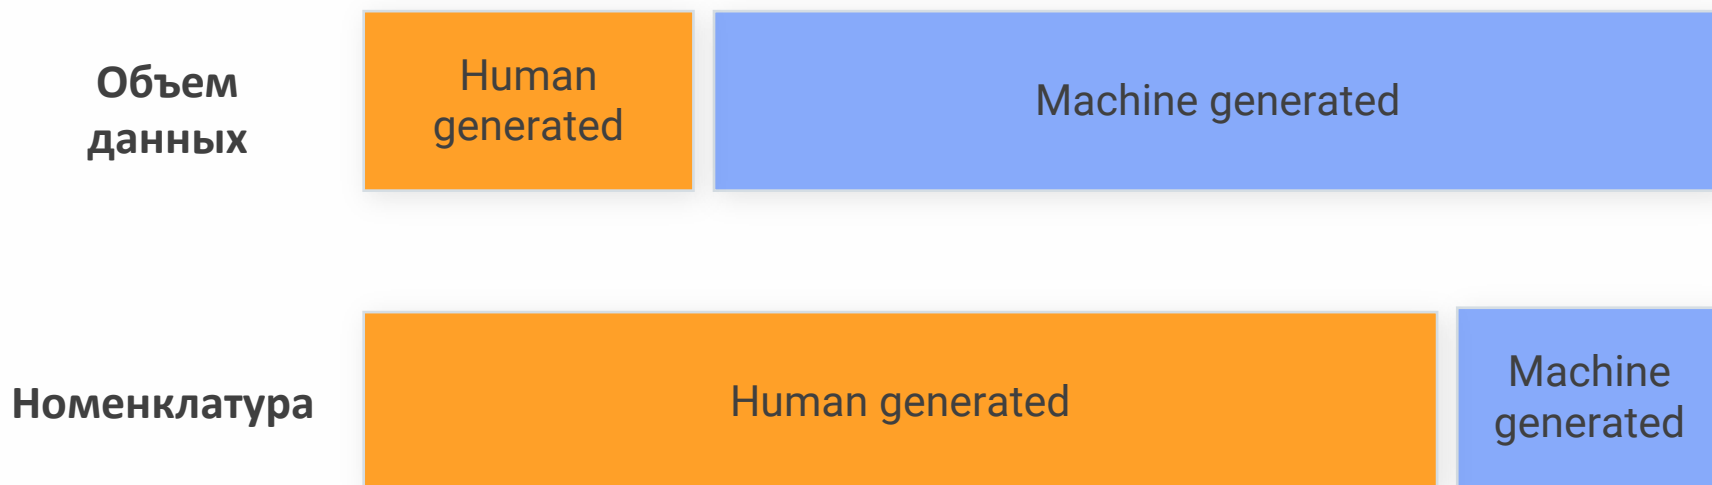 Объем
данных
Human
generated
Machine generated
Номенклатура
Human generated
Machine
generated